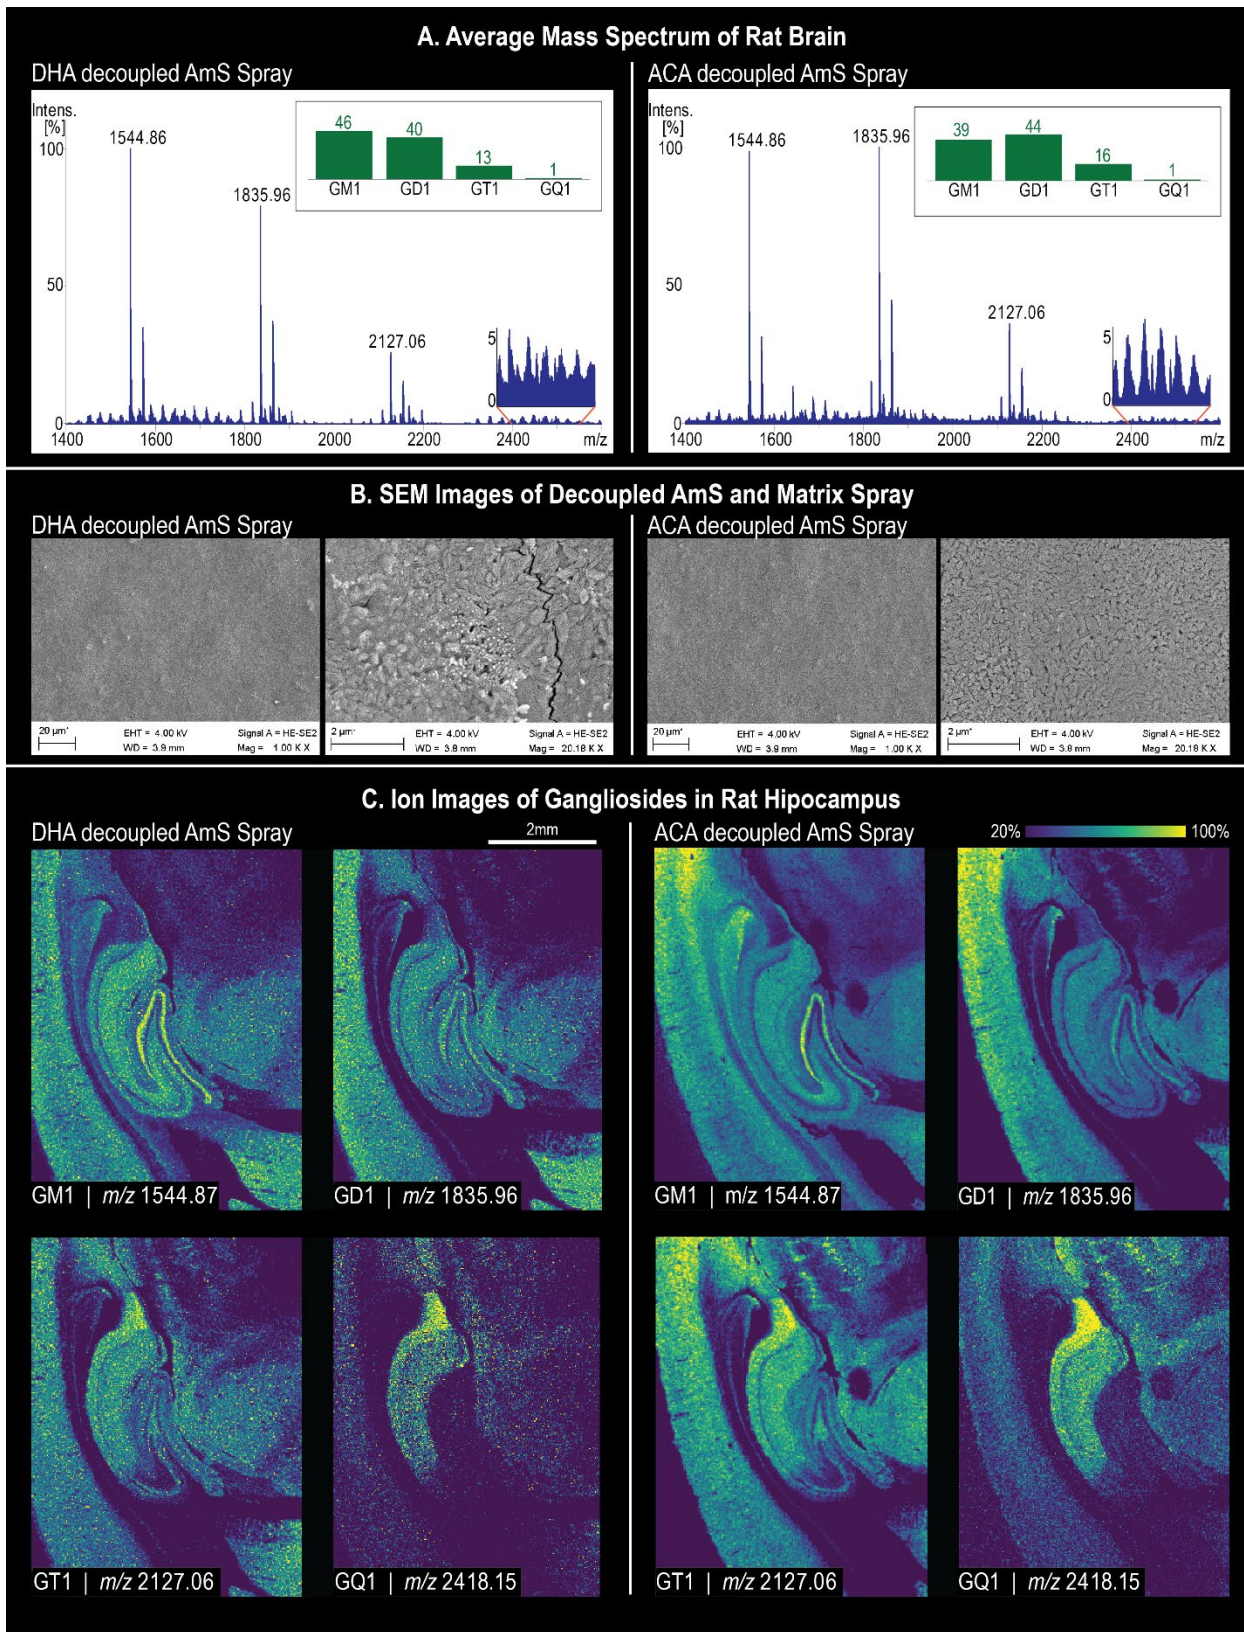 A. Average Mass Spectrum of Rat Brain
DHA decoupled AmS Spray
Intens.
[%]
100
50
0
1544.86
1835.96
2127.06
46
40
13
1
GM1
GD1
GT1
GQ1
5
0
1400
1600
1800
2000
2200
2400
m/z
ACA decoupled AmS Spray
Intens.
[%]
100
50
0
1544.86
1835.96
2127.06
39
44
16
1
GM1
GD1
GT1
GQ1
5
0
1400
1600
1800
2000
2200
2400
m/z
B. SEM Images of Decoupled AmS and Matrix Spray
DHA decoupled AmS Spray
20 µm*
EHT = 4.00 kV
WD = 3.9 mm
Signal A = HE-SE2
Mag = 1.00 K X
2 µm*
EHT = 4.00 kV
WD = 3.8 mm
Signal A = HE-SE2
Mag = 20.18 K X
ACA decoupled AmS Spray
20 µm*
EHT = 4.00 kV
WD = 3.9 mm
Signal A = HE-SE2
Mag = 1.00 K X
2 µm*
EHT = 4.00 kV
WD = 3.8 mm
Signal A = HE-SE2
Mag = 20.18 K X
C. Ion Images of Gangliosides in Rat Hipocampus
DHA decoupled AmS Spray
2mm
GM1 | m/z 1544.87
GD1 | m/z 1835.96
GT1 | m/z 2127.06
GQ1 | m/z 2418.15
ACA decoupled AmS Spray
20%
100%
GM1 | m/z 1544.87
GD1 | m/z 1835.96
GT1 | m/z 2127.06
GQ1 | m/z 2418.15